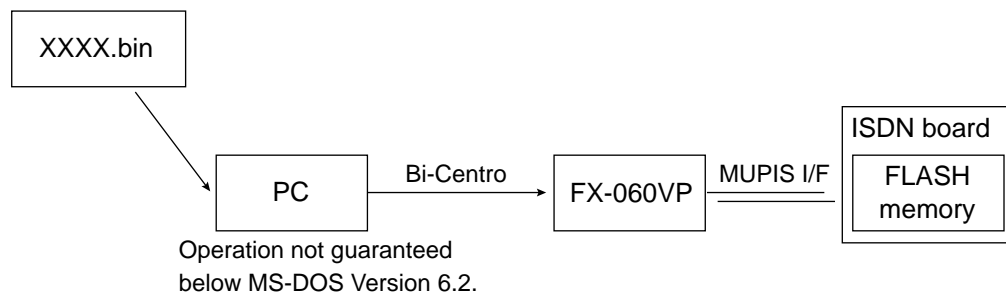 XXXX.bin
PC
Operation not guaranteed
below MS-DOS Version 6.2.
Bi-Centro
FX-060VP
MUPIS I/F
ISDN board
FLASH
memory